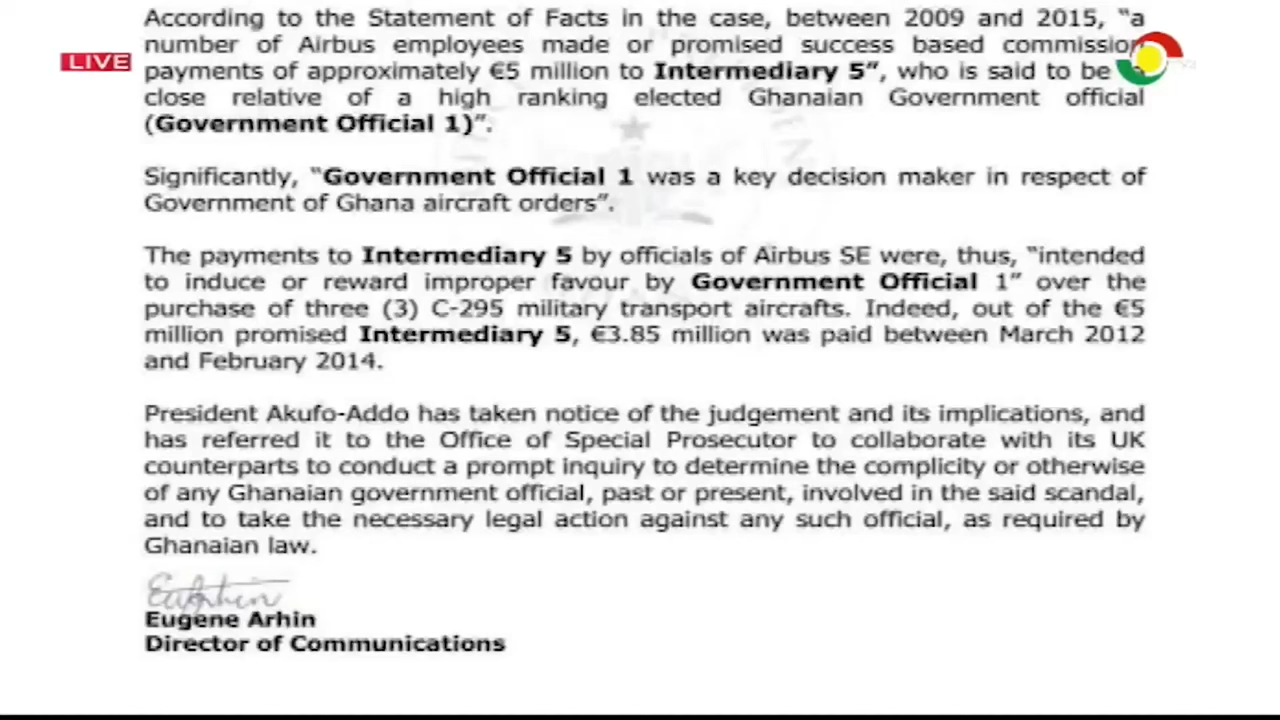 According to the Statement of Facts in the case, between 2009 and 2015, “a
number of Airbus employees made or promised success based commission
LIVE
payments of approximately €5 million to Intermediary 5”, who is said to be a
close relative of a high ranking elected Ghanaian Government official
(Government Official 1)”.
Significantly, “Government Official 1 was a key decision maker in respect of
Government of Ghana aircraft orders”.
The payments to Intermediary 5 by officials of Airbus SE were, thus, “intended
to induce or reward improper favour by Government Official 1” over the
purchase of three (3) C-295 military transport aircrafts. Indeed, out of the €5
million promised Intermediary 5, €3.85 million was paid between March 2012
and February 2014.
President Akufo-Addo has taken notice of the judgement and its implications, and
has referred it to the Office of Special Prosecutor to collaborate with its UK
counterparts to conduct a prompt inquiry to determine the complicity or otherwise
of any Ghanaian government official, past or present, involved in the said scandal,
and to take the necessary legal action against any such official, as required by
Ghanaian law.
Eugene Arhin
Director of Communications